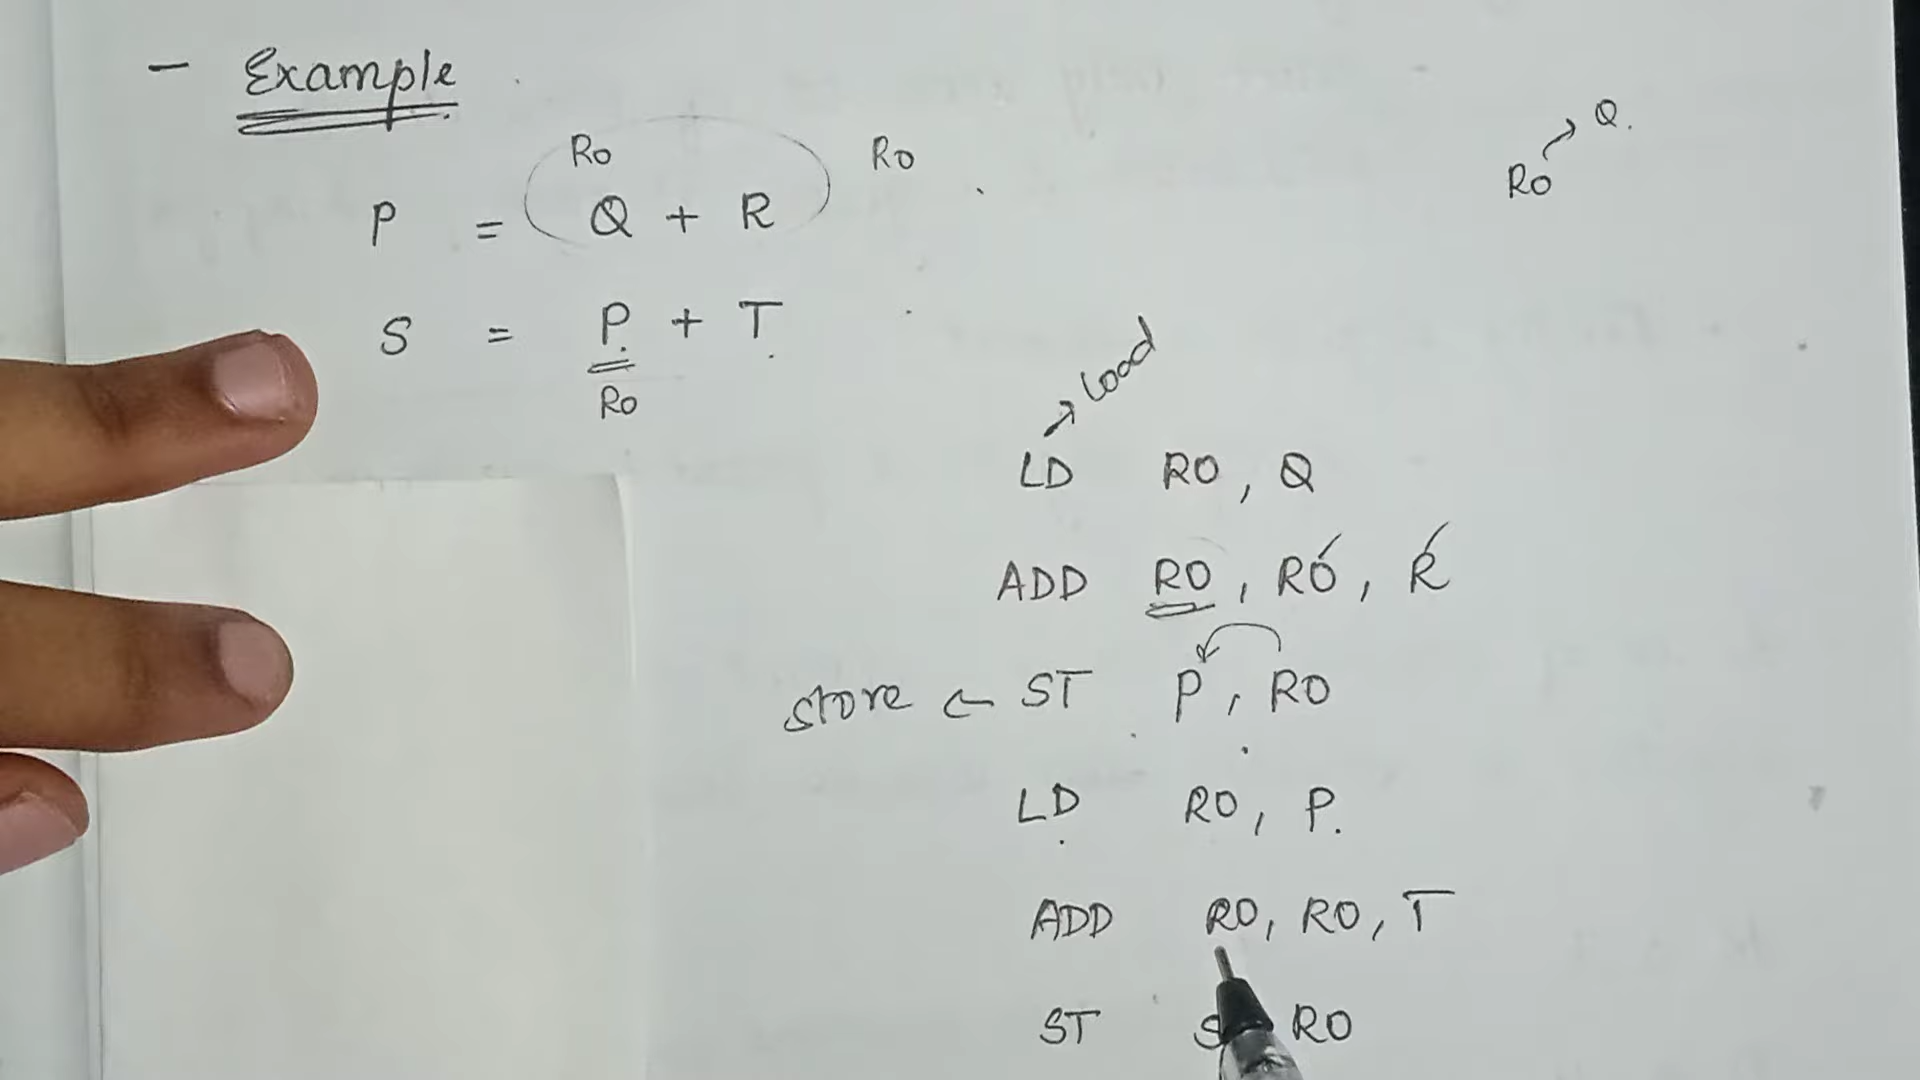 - Example
Ro Ro
P = Q + R
S = P + T
Ro
Ro → Q.
LD → Load
LD RO, Q
ADD RO, RO, R
store ← ST P, RO
LD RO, P.
ADD RO, RO, T
ST S RO